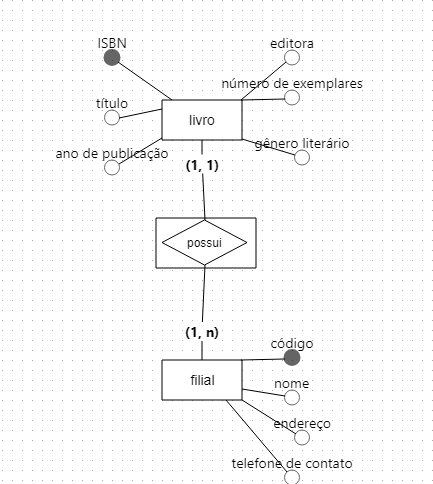 ISBN
editora
número de exemplares
título
livro
gênero literário
ano de publicação
(1, 1)
possui
(1, n)
código
filial
nome
endereço
telefone de contato